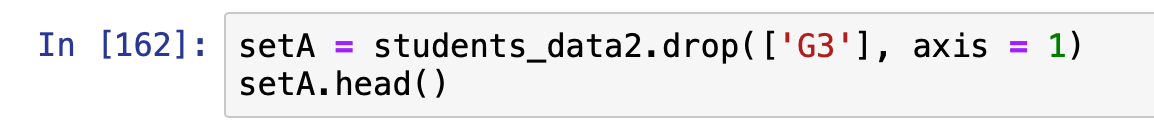 In [162]: setA = students_data2.drop(['G3'], axis = 1)
setA.head()